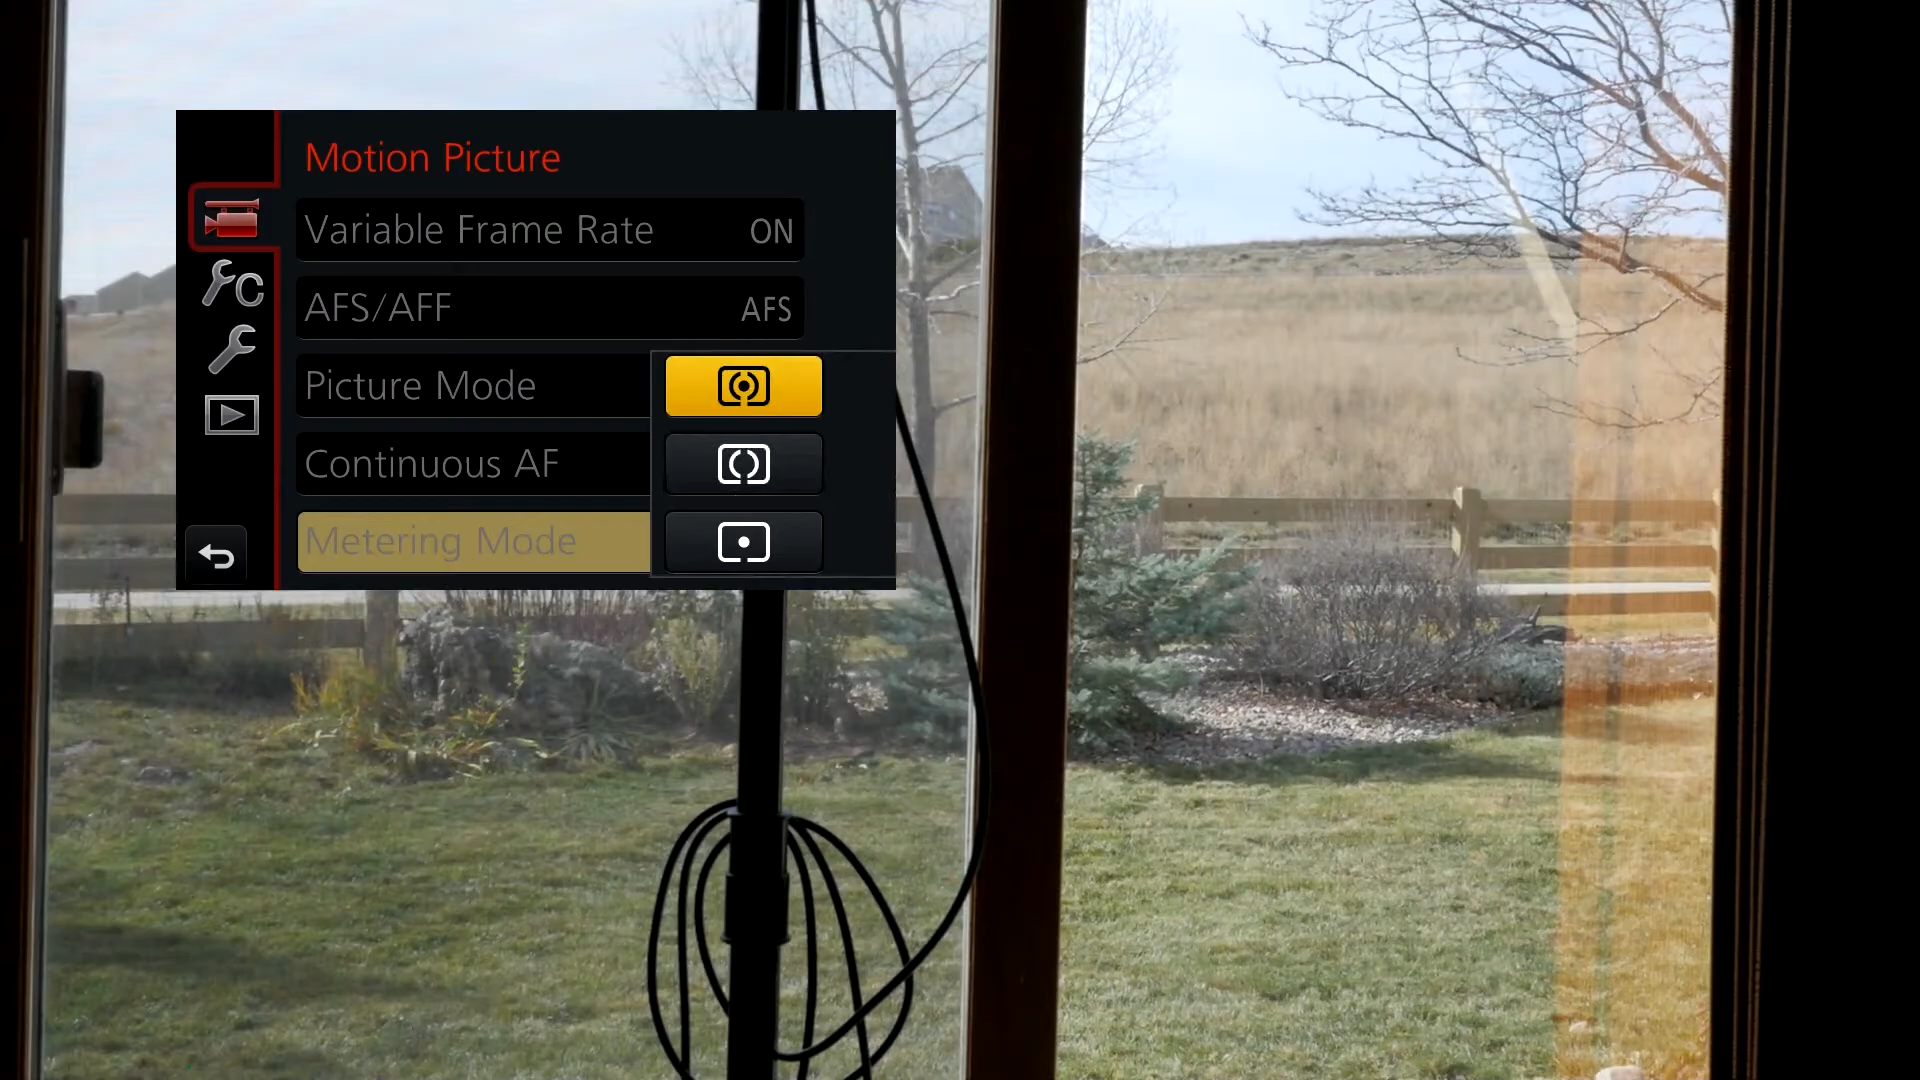 Motion Picture
Variable Frame Rate ON
AFS/AFF AFS
Picture Mode
Continuous AF
Metering Mode
C